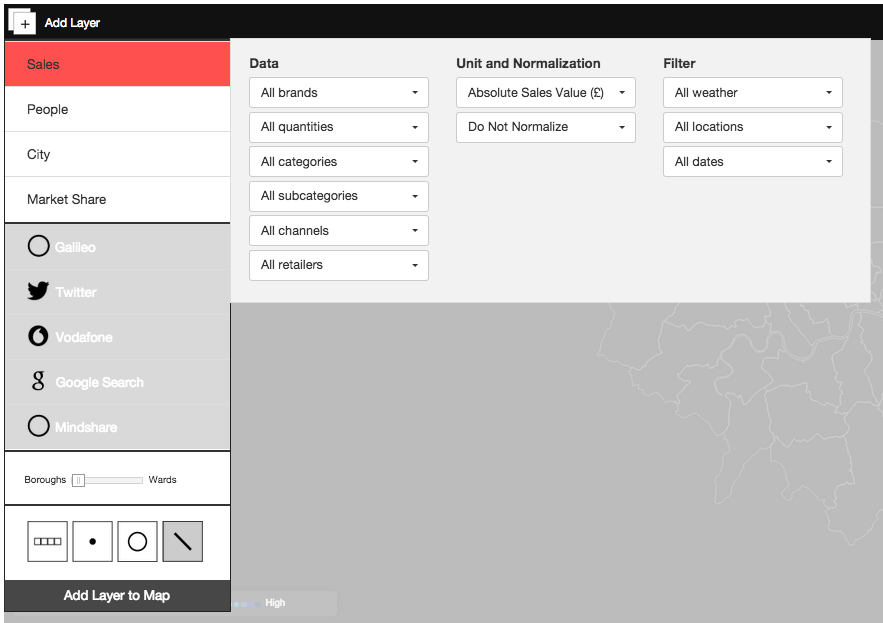 Add Layer
Sales
People
City
Market Share
Galileo
Twitter
Vodafone
Google Search
Mindshare
Boroughs Wards
Add Layer to Map
Data
All brands
All quantities
All categories
All subcategories
All channels
All retailers
Unit and Normalization
Absolute Sales Value (£)
Do Not Normalize
Filter
All weather
All locations
All dates
High